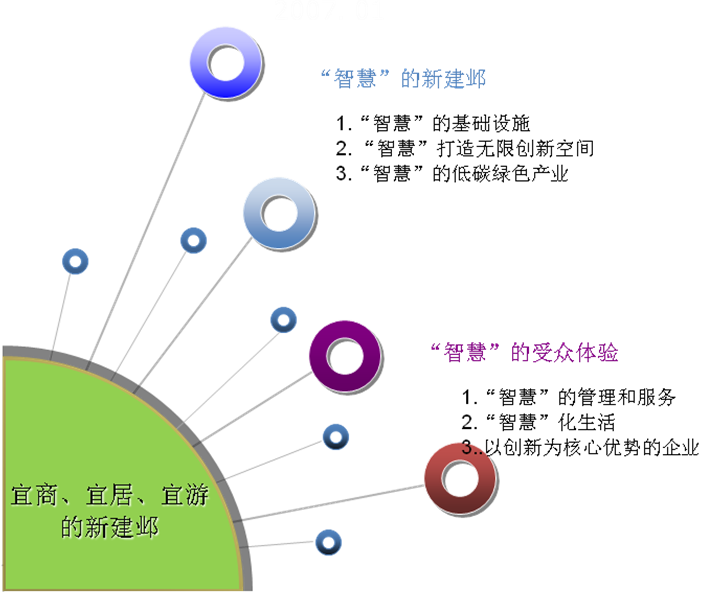 “智慧”的新建邺
1.“智慧”的基础设施
2.“智慧”打造无限创新空间
3.“智慧”的低碳绿色产业
“智慧”的受众体验
1.“智慧”的管理和服务
2.“智慧”化生活
3..以创新为核心优势的企业
宜商、宜居、宜游
的新建邺